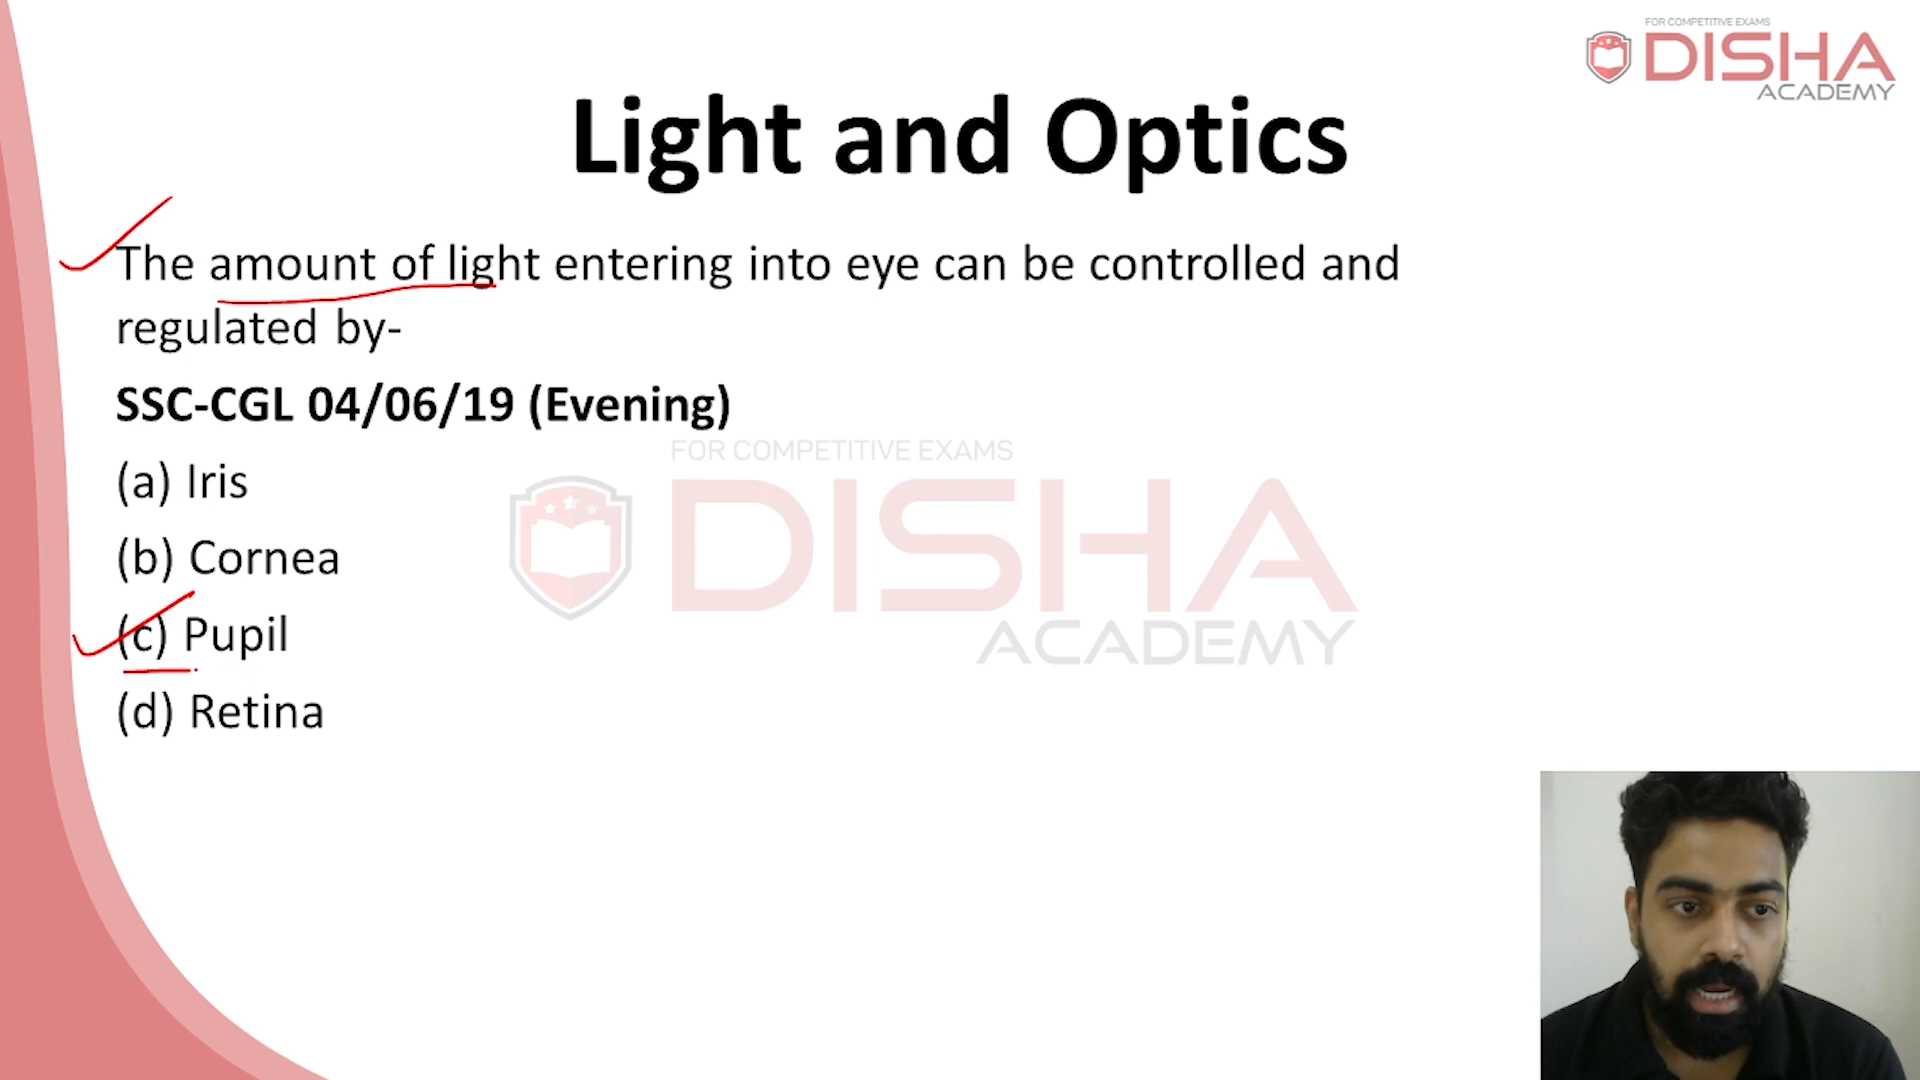 FOR COMPETITIVE EXAMS
DISHA
ACADEMY
Light and Optics
The amount of light entering into eye can be controlled and
regulated by-
SSC-CGL 04/06/19 (Evening)
(a) Iris
(b) Cornea
(c) Pupil
(d) Retina
FOR COMPETITIVE EXAMS
DISHA
ACADEMY